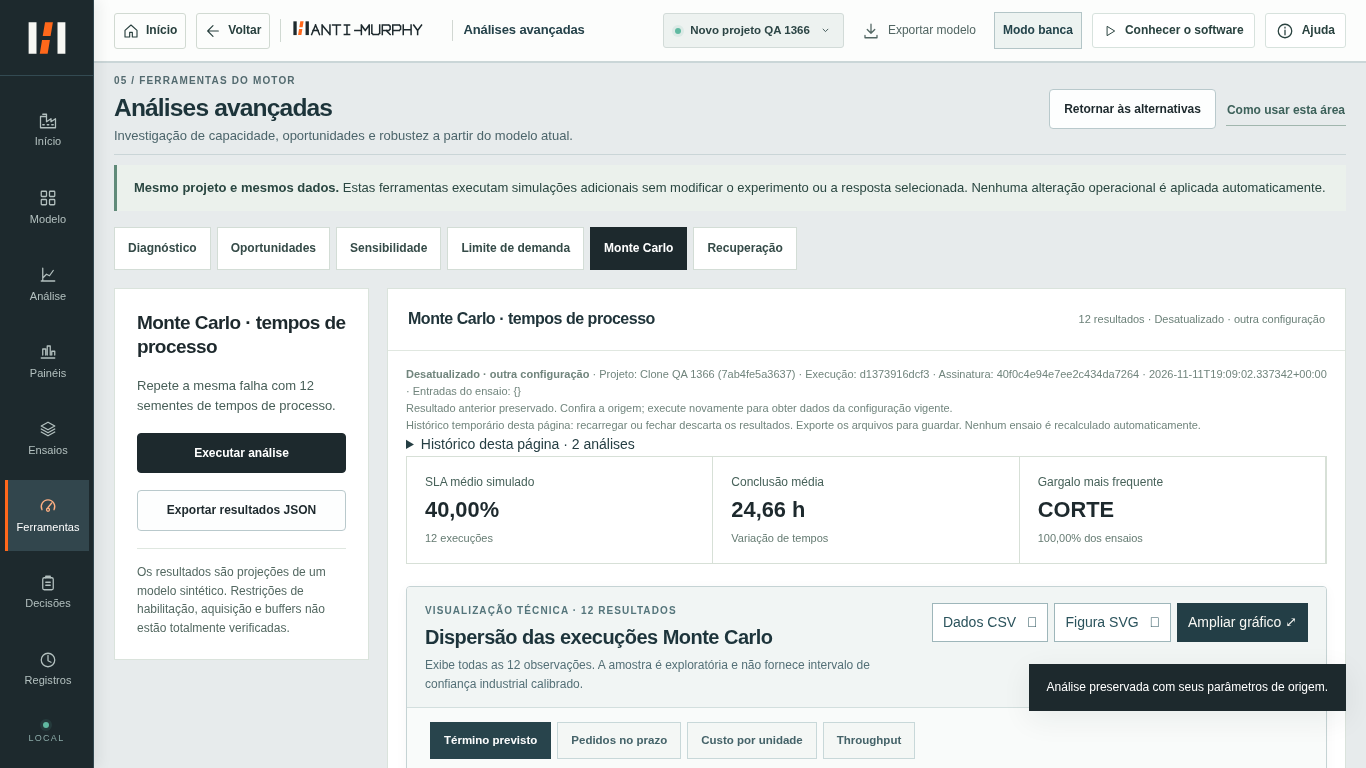 Início
Voltar
HANTI-MURPHY
Análises avançadas
Novo projeto QA 1366
Exportar modelo
Modo banca
Conhecer o software
Ajuda
Início
Modelo
Análise
Painéis
Ensaios
Ferramentas
Decisões
Registros
LOCAL
05 / FERRAMENTAS DO MOTOR
Análises avançadas
Investigação de capacidade, oportunidades e robustez a partir do modelo atual.
Retornar às alternativas
Como usar esta área
Mesmo projeto e mesmos dados. Estas ferramentas executam simulações adicionais sem modificar o experimento ou a resposta selecionada. Nenhuma alteração operacional é aplicada automaticamente.
Diagnóstico
Oportunidades
Sensibilidade
Limite de demanda
Monte Carlo
Recuperação
Monte Carlo · tempos de
processo
Repete a mesma falha com 12
sementes de tempos de processo.
Executar análise
Exportar resultados JSON
Os resultados são projeções de um
modelo sintético. Restrições de
habilitação, aquisição e buffers não
estão totalmente verificadas.
Monte Carlo · tempos de processo
12 resultados · Desatualizado · outra configuração
Desatualizado · outra configuração · Projeto: Clone QA 1366 (7ab4fe5a3637) · Execução: d1373916dcf3 · Assinatura: 40f0c4e94e7ee2c434da7264 · 2026-11-11T19:09:02.337342+00:00
· Entradas do ensaio: {}
Resultado anterior preservado. Confira a origem; execute novamente para obter dados da configuração vigente.
Histórico temporário desta página: recarregar ou fechar descarta os resultados. Exporte os arquivos para guardar. Nenhum ensaio é recalculado automaticamente.
Histórico desta página · 2 análises
SLA médio simulado
40,00%
12 execuções
Conclusão média
24,66 h
Variação de tempos
Gargalo mais frequente
CORTE
100,00% dos ensaios
VISUALIZAÇÃO TÉCNICA · 12 RESULTADOS
Dispersão das execuções Monte Carlo
Exibe todas as 12 observações. A amostra é exploratória e não fornece intervalo de
confiança industrial calibrado.
Dados CSV
Figura SVG
Ampliar gráfico ⤢
Análise preservada com seus parâmetros de origem.
Término previsto
Pedidos no prazo
Custo por unidade
Throughput